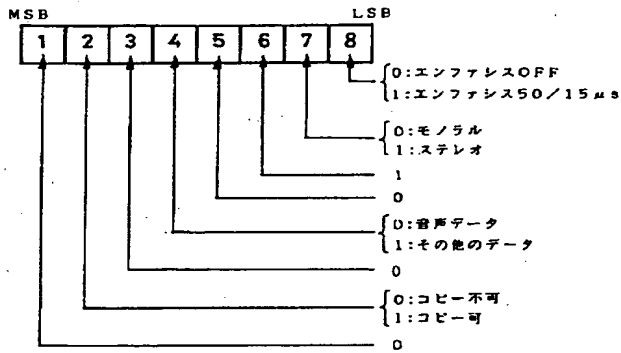 MSB LSB
1 2 3 4 5 6 7 8
0:エンファシスOFF
1:エンファシス50/15μs
0:モノラル
1:ステレオ
1
0
0:音声データ
1:その他のデータ
0
0:コピー不可
1:コピー可
0